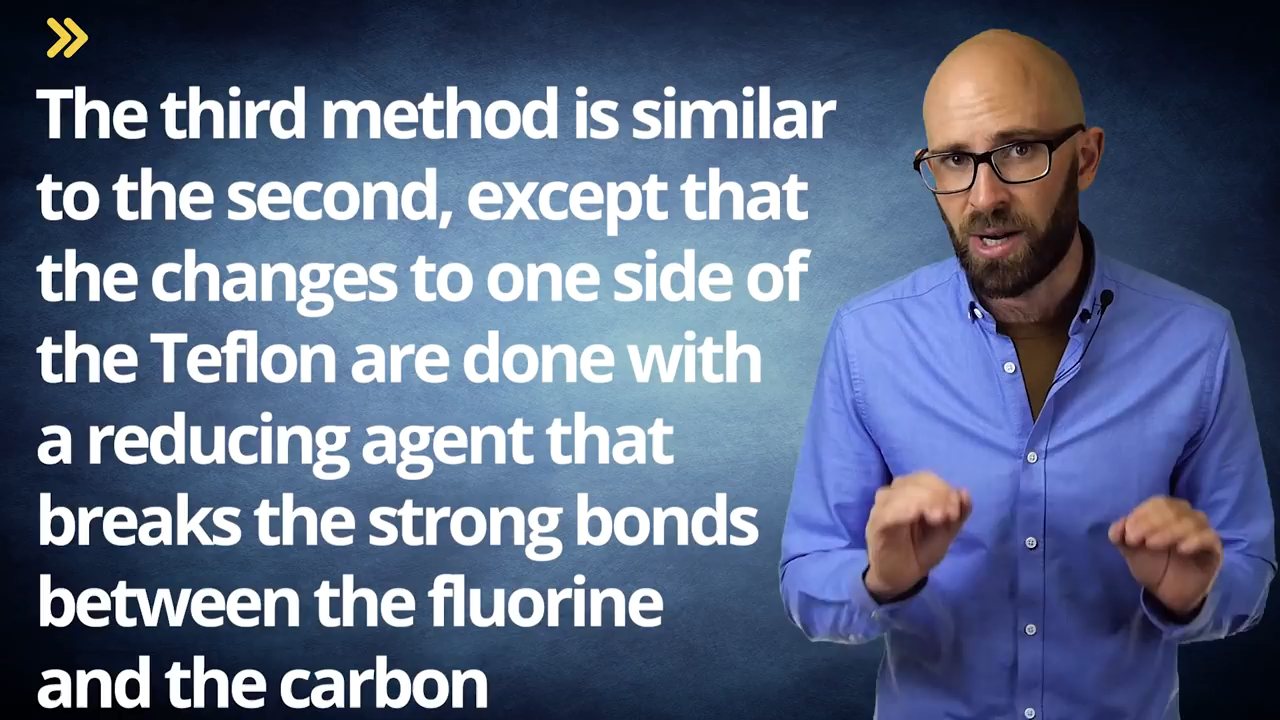 The third method is similar
to the second, except that
the changes to one side of
the Teflon are done with
a reducing agent that
breaks the strong bonds
between the fluorine
and the carbon